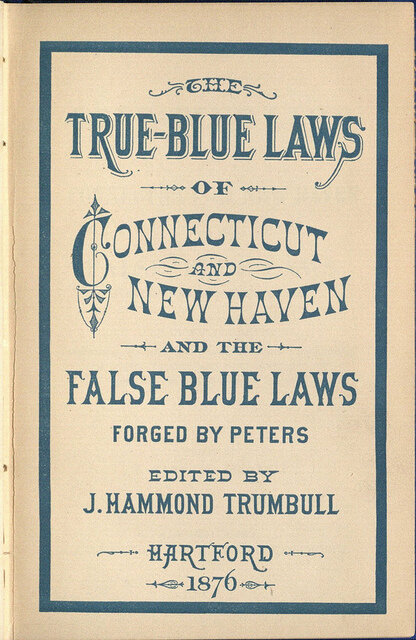 THE
TRUE-BLUE LAWS
OF
CONNECTICUT
AND
NEW HAVEN
AND THE
FALSE BLUE LAWS
FORGED BY PETERS
EDITED BY
J. HAMMOND TRUMBULL
HARTFORD
1876